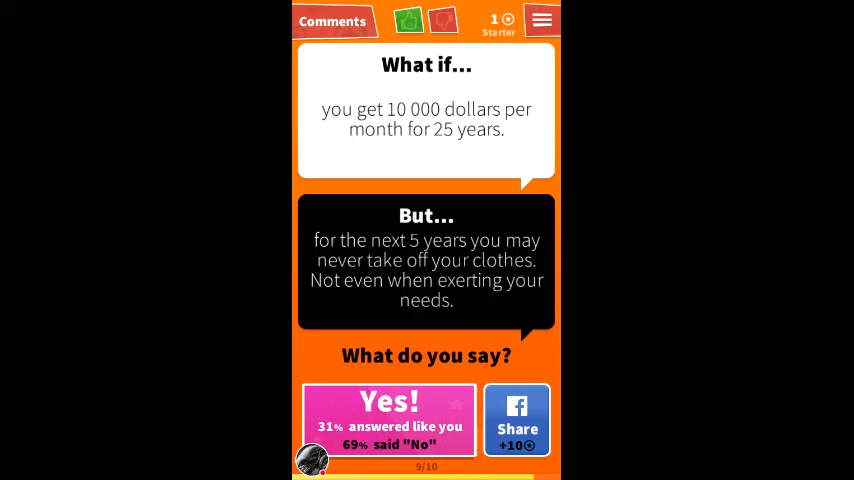 Comments
1
Starter
What if...
you get 10 000 dollars per
month for 25 years.
But...
for the next 5 years you may
never take off your clothes.
Not even when exerting your
needs.
What do you say?
Yes!
31% answered like you
69% said "No"
Share
+10
9/10